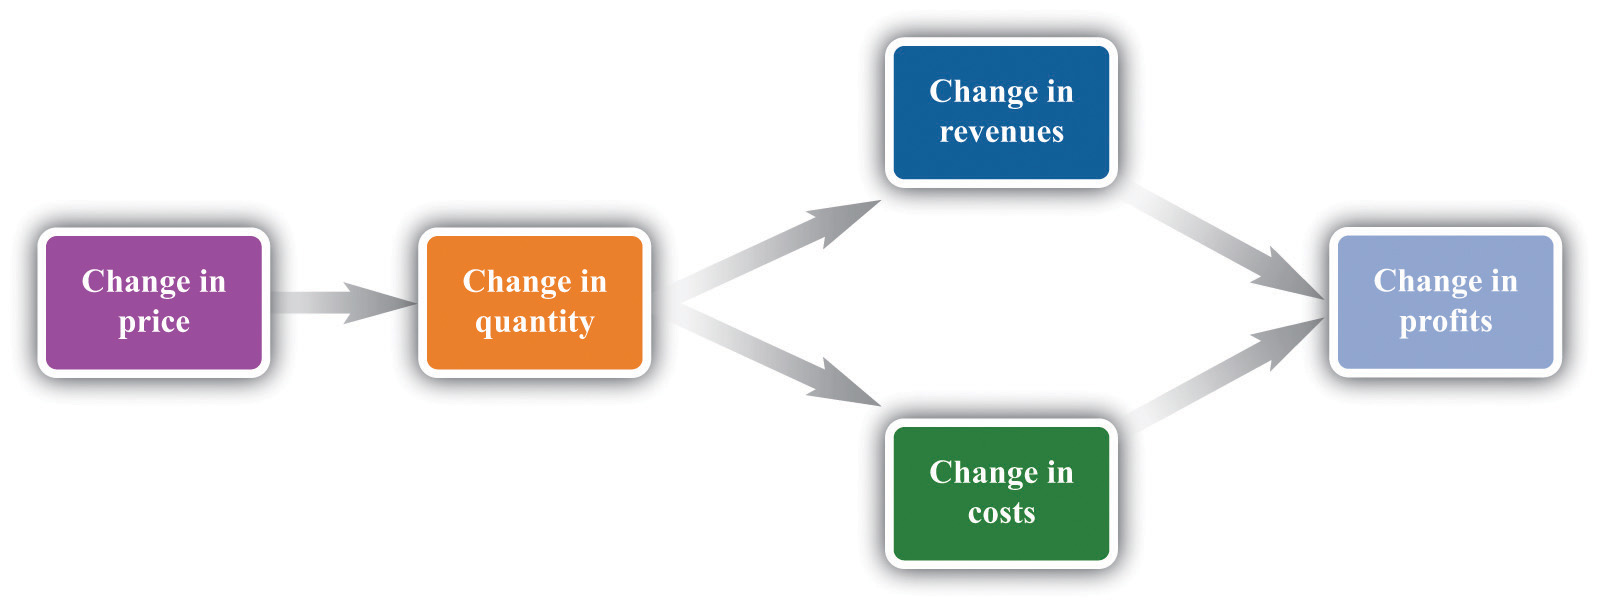 Change in
price
Change in
quantity
Change in
revenues
Change in
costs
Change in
profits